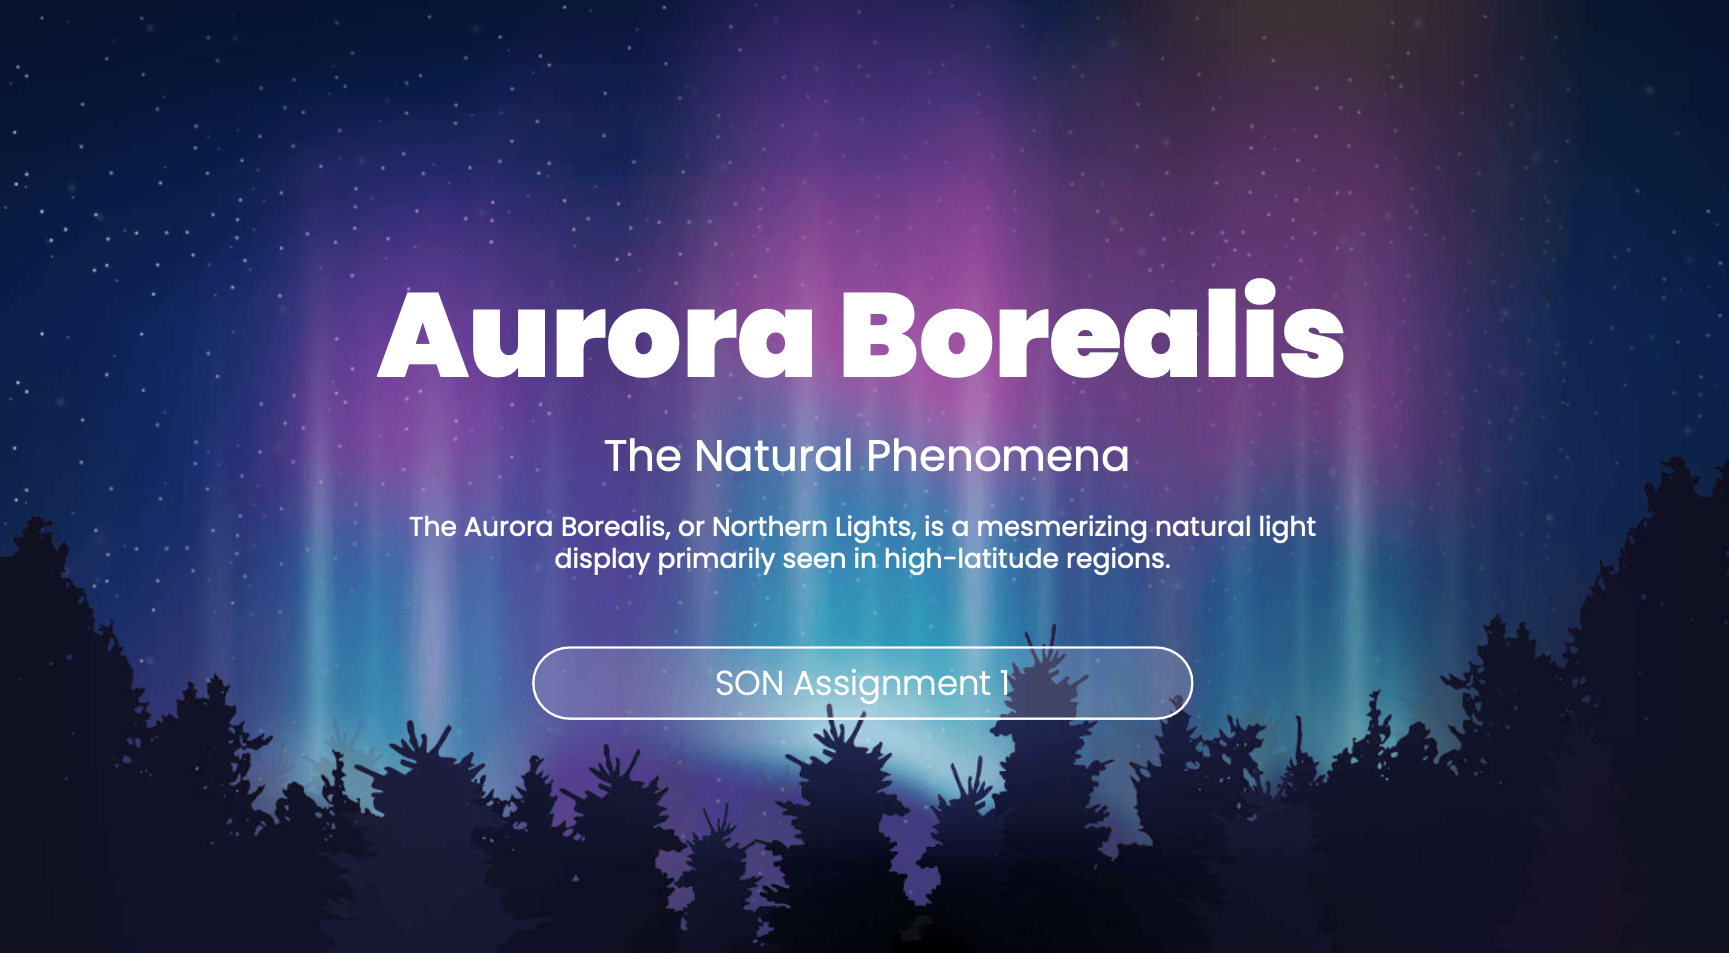 Aurora Borealis
The Natural Phenomena
The Aurora Borealis, or Northern Lights, is a mesmerizing natural light
display primarily seen in high-latitude regions.
SON Assignment 1